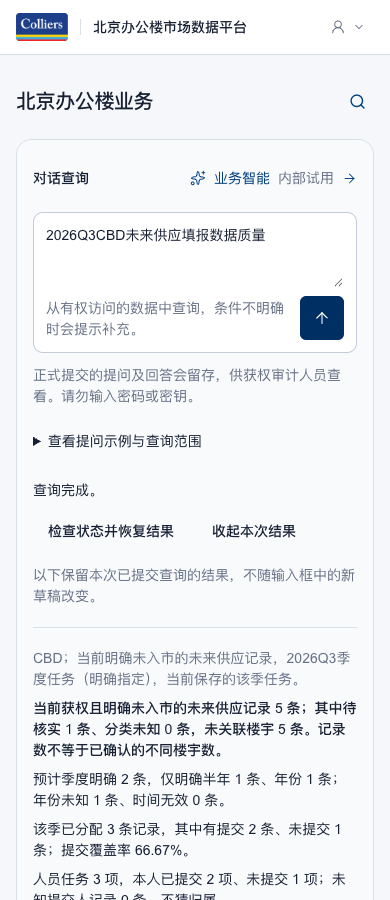 Colliers
北京办公楼市场数据平台
北京办公楼业务
对话查询
业务智能 内部试用
2026Q3CBD未来供应填报数据质量
从有权访问的数据中查询，条件不明确
时会提示补充。
正式提交的提问及回答会留存，供获权审计人员查
看。请勿输入密码或密钥。
查看提问示例与查询范围
查询完成。
检查状态并恢复结果 收起本次结果
以下保留本次已提交查询的结果，不随输入框中的新
草稿改变。
CBD；当前明确未入市的未来供应记录，2026Q3季
度任务（明确指定），当前保存的该季任务。
当前获权且明确未入市的未来供应记录 5 条；其中待
核实 1 条、分类未知 0 条，未关联楼宇 5 条。记录
数不等于已确认的不同楼宇数。
预计季度明确 2 条，仅明确半年 1 条、年份 1 条；
年份未知 1 条、时间无效 0 条。
该季已分配 3 条记录，其中有提交 2 条、未提交 1
条；提交覆盖率 66.67%。
人员任务 3 项，本人已提交 2 项、未提交 1 项；未
知提交人记录 0 条，不猜归属。